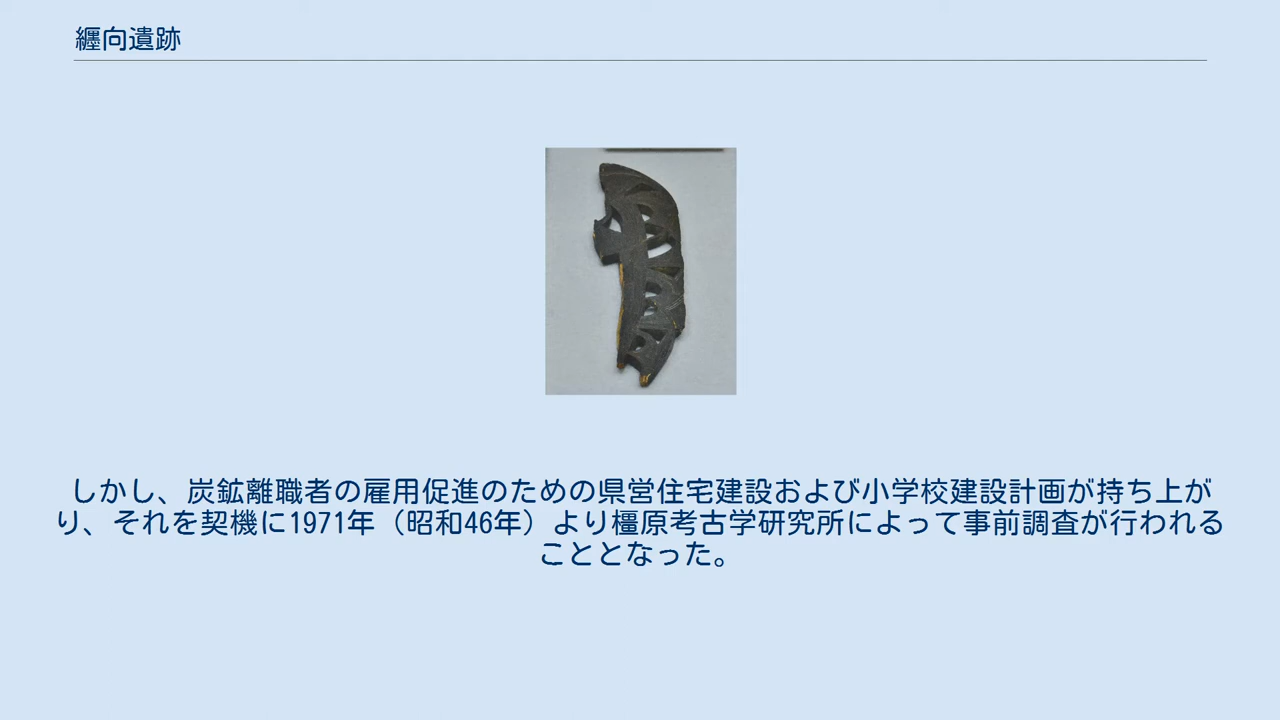 纒向遺跡
しかし、炭鉱離職者の雇用促進のための県営住宅建設および小学校建設計画が持ち上が
り、それを契機に1971年（昭和46年）より橿原考古学研究所によって事前調査が行われる
こととなった。